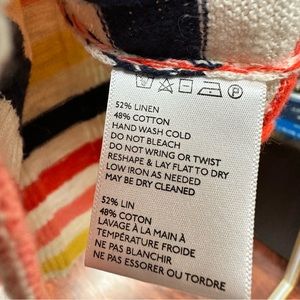 52% LINEN
48% COTTON
HAND WASH COLD
DO NOT BLEACH
DO NOT WRING OR TWIST
RESHAPE & LAY FLAT TO DRY
LOW IRON AS NEEDED
MAY BE DRY CLEANED
52% LIN
48% COTON
LAVAGE À LA MAIN À
TEMPÉRATURE FROIDE
NE PAS BLANCHIR
NE PAS ESSORER OU TORDRE